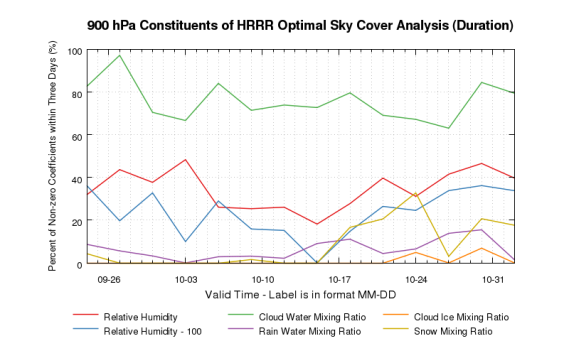 900 hPa Constituents of HRRR Optimal Sky Cover Analysis (Duration)
Percent of Non-zero Coefficients within Three Days (%)
100
80
60
40
20
0
09-26 10-03 10-10 10-17 10-24 10-31
Valid Time - Label is in format MM-DD
Relative Humidity Cloud Water Mixing Ratio Cloud Ice Mixing Ratio
Relative Humidity - 100 Rain Water Mixing Ratio Snow Mixing Ratio